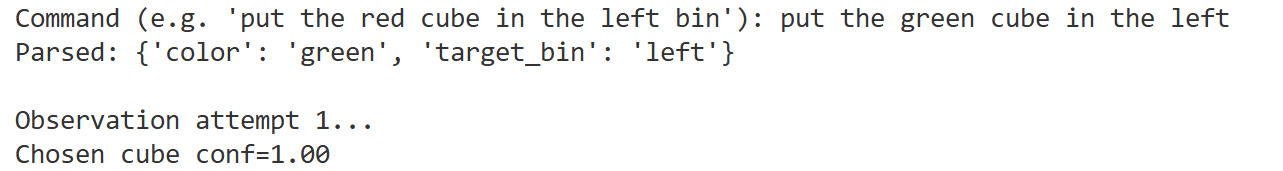 Command (e.g. 'put the red cube in the left bin'): put the green cube in the left
Parsed: {'color': 'green', 'target_bin': 'left'}
Observation attempt 1...
Chosen cube conf=1.00